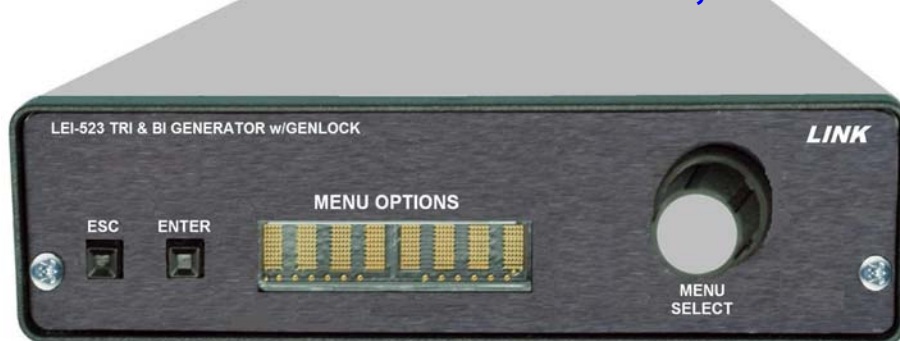 LEI-523 TRI & BI GENERATOR w/GENLOCK
LINK
MENU OPTIONS
ESC
ENTER
MENU
SELECT